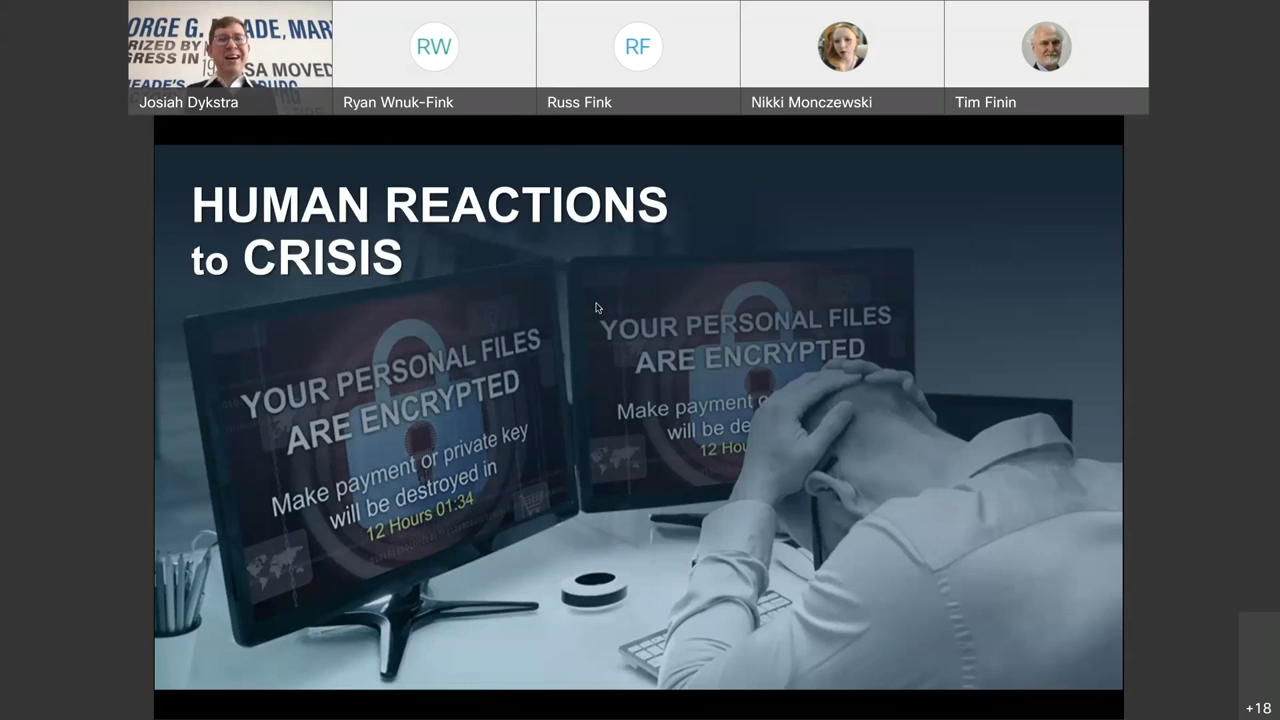 ORGE G.
ADE, MAR
RIZED BY
GRESS IN
SA MOVED
EADE'S
Josiah Dykstra
RW
Ryan Wnuk-Fink
RF
Russ Fink
Nikki Monczewski
Tim Finin
HUMAN REACTIONS
to CRISIS
YOUR PERSONAL FILES
ARE ENCRYPTED
Make payment or private key
will be destroyed in
12 Hours 01:34
YOUR PERSONAL FILES
ARE ENCRYPTED
Make payment o
will be de
12 Hou
+18